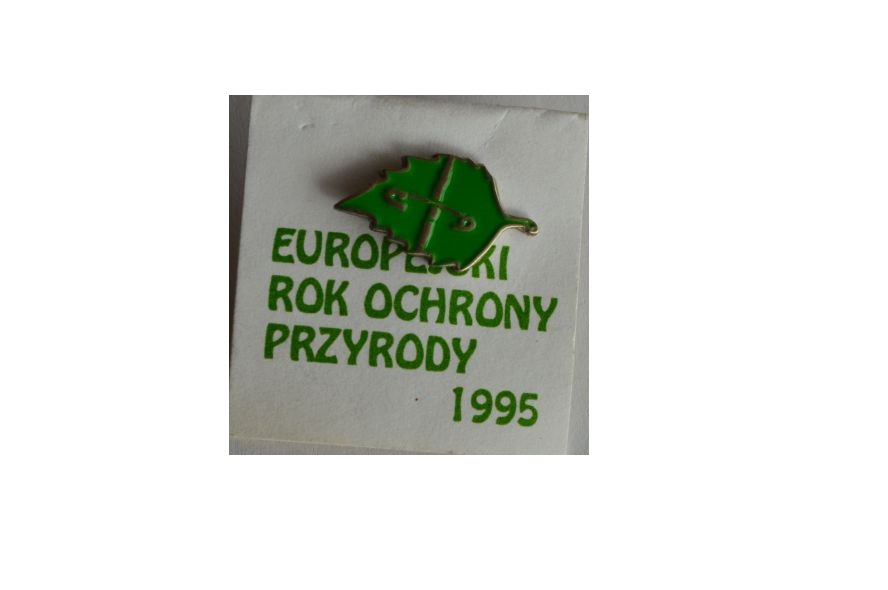 EUROPEJSKI
ROK OCHRONY
PRZYRODY
1995